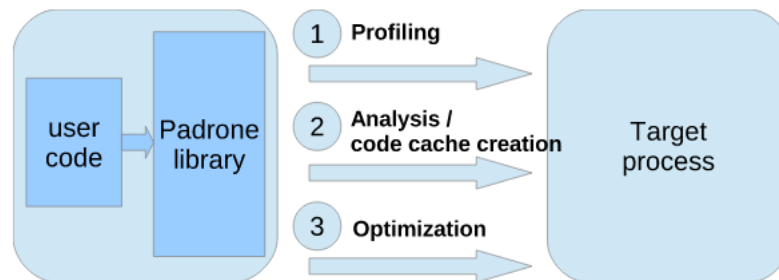 user
code
Padrone
library
1 Profiling
2 Analysis /
code cache creation
3 Optimization
Target
process